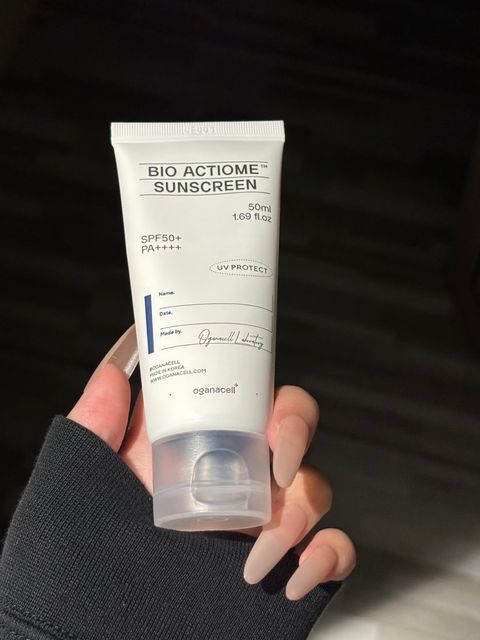 BIO ACTIOME™
SUNSCREEN
50ml
1.69 fl.oz
SPF50+
PA++++
UV PROTECT
Name.
Date.
Made by. Oganacell Laboratory
@OGANACELL
MADE IN KOREA
WWW.OGANACELL.COM
oganacell+